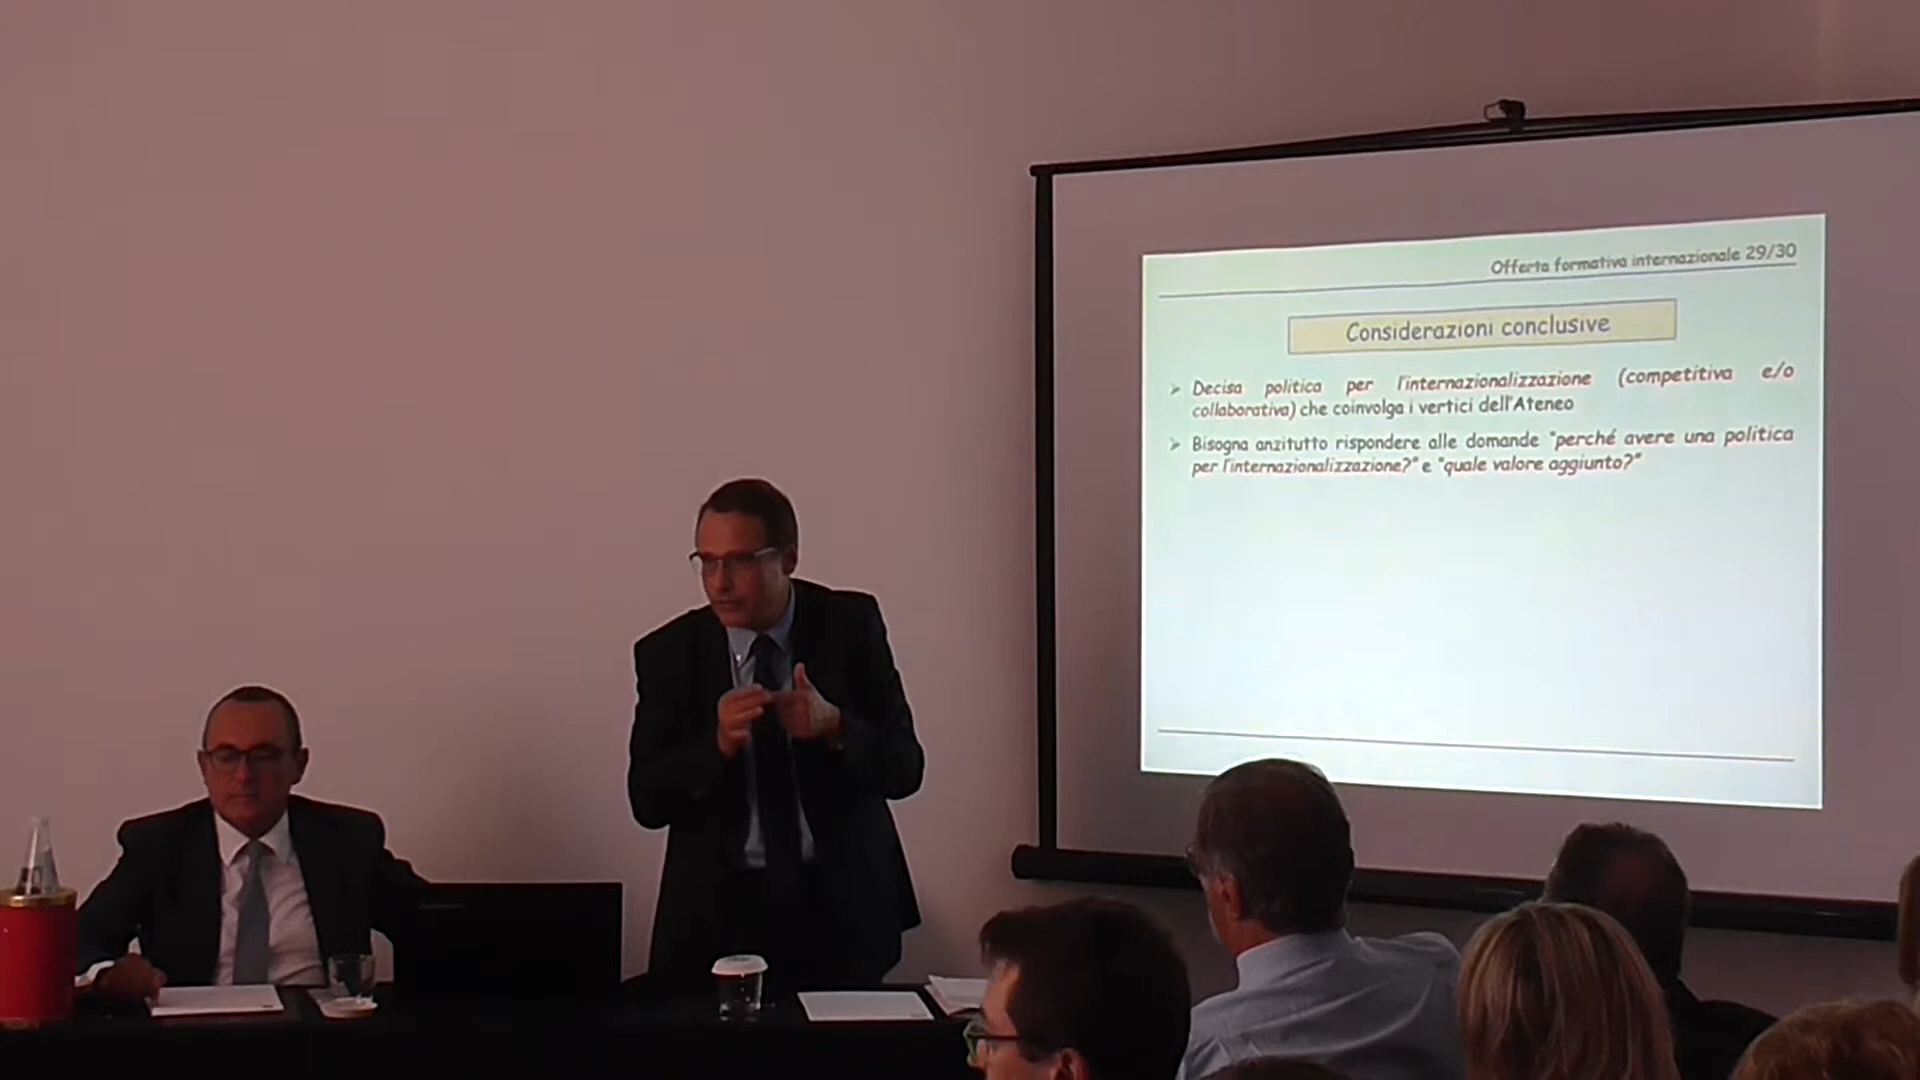 Offerta formativa internazionale 29/30
Considerazioni conclusive
➢ Decisa politica per l'internazionalizzazione (competitiva e/o
collaborativa) che coinvolga i vertici dell'Ateneo
➢ Bisogna anzitutto rispondere alle domande "perché avere una politica
per l'internazionalizzazione?" e "quale valore aggiunto?"